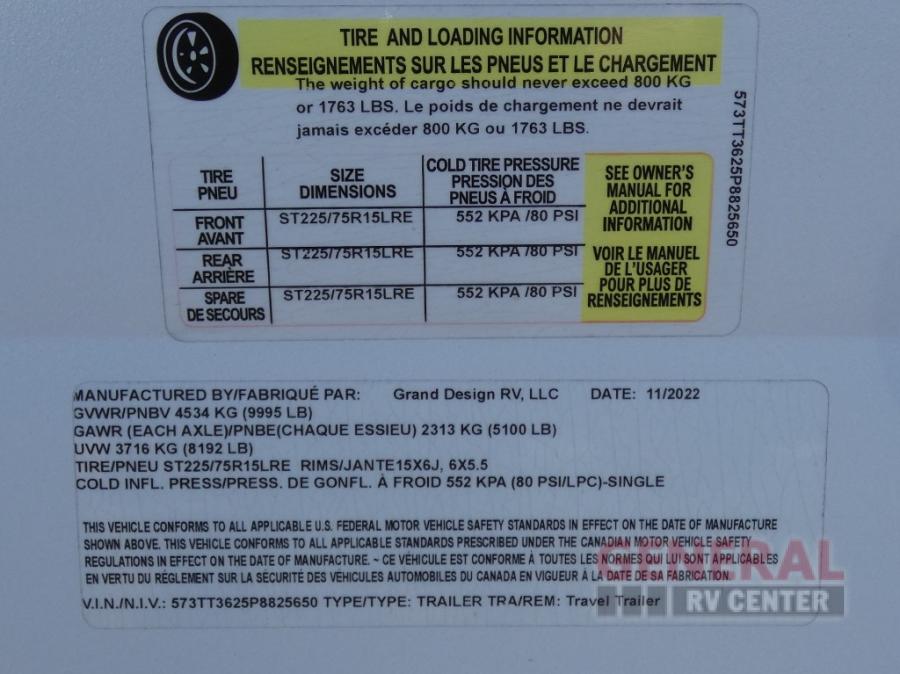 TIRE AND LOADING INFORMATION
RENSEIGNEMENTS SUR LES PNEUS ET LE CHARGEMENT
The weight of cargo should never exceed 800 KG
or 1763 LBS. Le poids de chargement ne devrait
jamais excéder 800 KG ou 1763 LBS.
TIRE
PNEU
SIZE
DIMENSIONS
COLD TIRE PRESSURE
PRESSION DES
PNEUS À FROID
FRONT
AVANT
ST225/75R15LRE
552 KPA /80 PSI
REAR
ARRIÈRE
ST225/75R15LRE
552 KPA /80 PSI
SPARE
DE SECOURS
ST225/75R15LRE
552 KPA /80 PSI
SEE OWNER'S
MANUAL FOR
ADDITIONAL
INFORMATION
VOIR LE MANUEL
DE L'USAGER
POUR PLUS DE
RENSEIGNEMENTS
573TT3625P8825650
MANUFACTURED BY/FABRIQUÉ PAR: Grand Design RV, LLC DATE: 11/2022
GVWR/PNBV 4534 KG (9995 LB)
GAWR (EACH AXLE)/PNBE(CHAQUE ESSIEU) 2313 KG (5100 LB)
UVW 3716 KG (8192 LB)
TIRE/PNEU ST225/75R15LRE RIMS/JANTE15X6J, 6X5.5
COLD INFL. PRESS/PRESS. DE GONFL. À FROID 552 KPA (80 PSI/LPC)-SINGLE
THIS VEHICLE CONFORMS TO ALL APPLICABLE U.S. FEDERAL MOTOR VEHICLE SAFETY STANDARDS IN EFFECT ON THE DATE OF MANUFACTURE
SHOWN ABOVE. THIS VEHICLE CONFORMS TO ALL APPLICABLE STANDARDS PRESCRIBED UNDER THE CANADIAN MOTOR VEHICLE SAFETY
REGULATIONS IN EFFECT ON THE DATE OF MANUFACTURE. ~ CE VÉHICULE EST CONFORME À TOUTES LES NORMES QUI LUI SONT APPLICABLES
EN VERTU DU RÉGLEMENT SUR LA SÉCURITÉ DES VÉHICULES AUTOMOBILES DU CANADA EN VIGUEUR À LA DATE DE SA FABRICATION.
V.I.N./N.I.V.: 573TT3625P8825650 TYPE/TYPE: TRAILER TRA/REM: Travel Trailer
GENERAL
RV CENTER